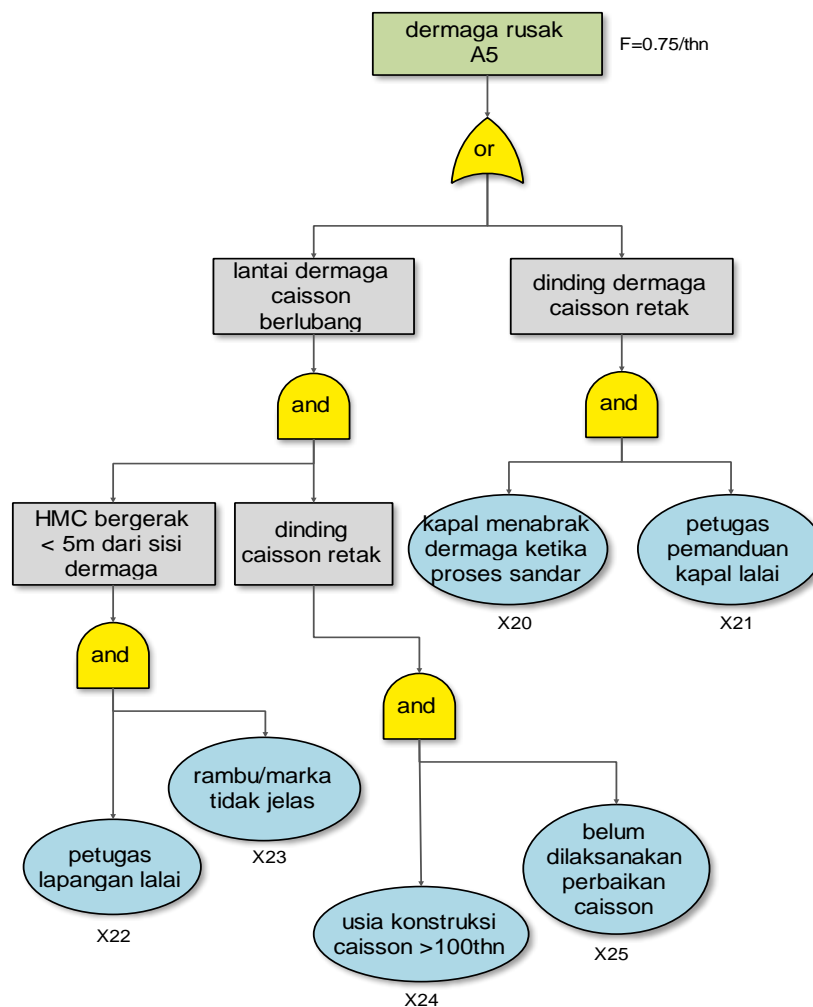 dermaga rusak
A5
F=0.75/thn
or
lantai dermaga
caisson
berlubang
dinding dermaga
caisson retak
and
and
HMC bergerak
< 5m dari sisi
dermaga
dinding
caisson retak
kapal menabrak
dermaga ketika
proses sandar
petugas
pemanduan
kapal lalai
X20
X21
and
and
rambu/marka
tidak jelas
X23
petugas
lapangan lalai
X22
belum
dilaksanakan
perbaikan
caisson
X25
usia konstruksi
caisson >100thn
X24